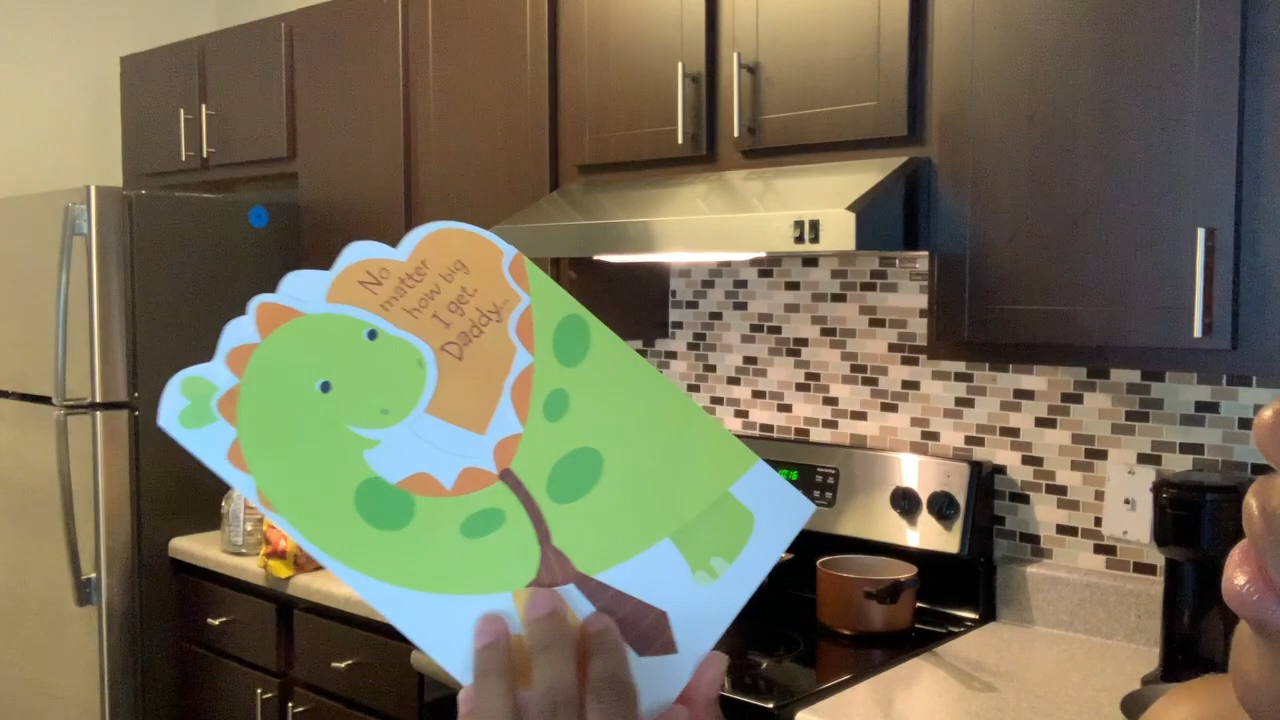 No
matter
how big
I get.
Daddy...